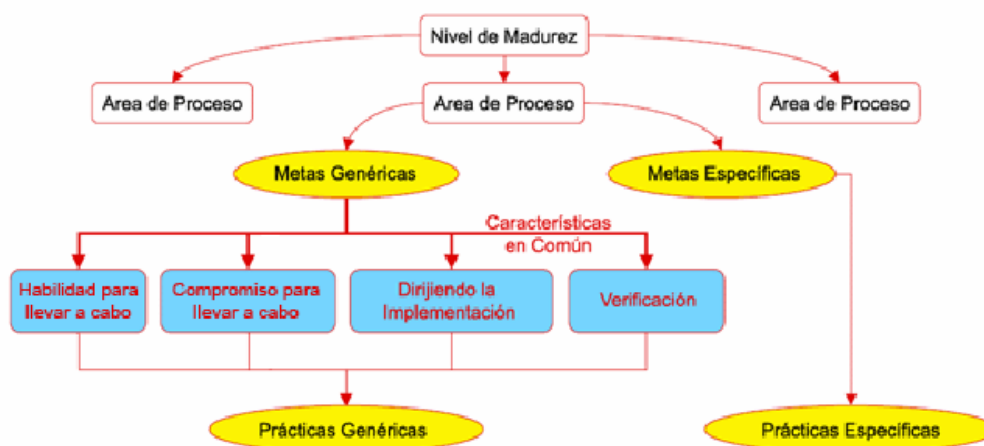 Nivel de Madurez
Area de Proceso
Area de Proceso
Area de Proceso
Metas Genéricas
Metas Específicas
Características
en Común
Habilidad para
llevar a cabo
Compromiso para
llevar a cabo
Dirijiendo la
Implementación
Verificación
Prácticas Genéricas
Prácticas Específicas